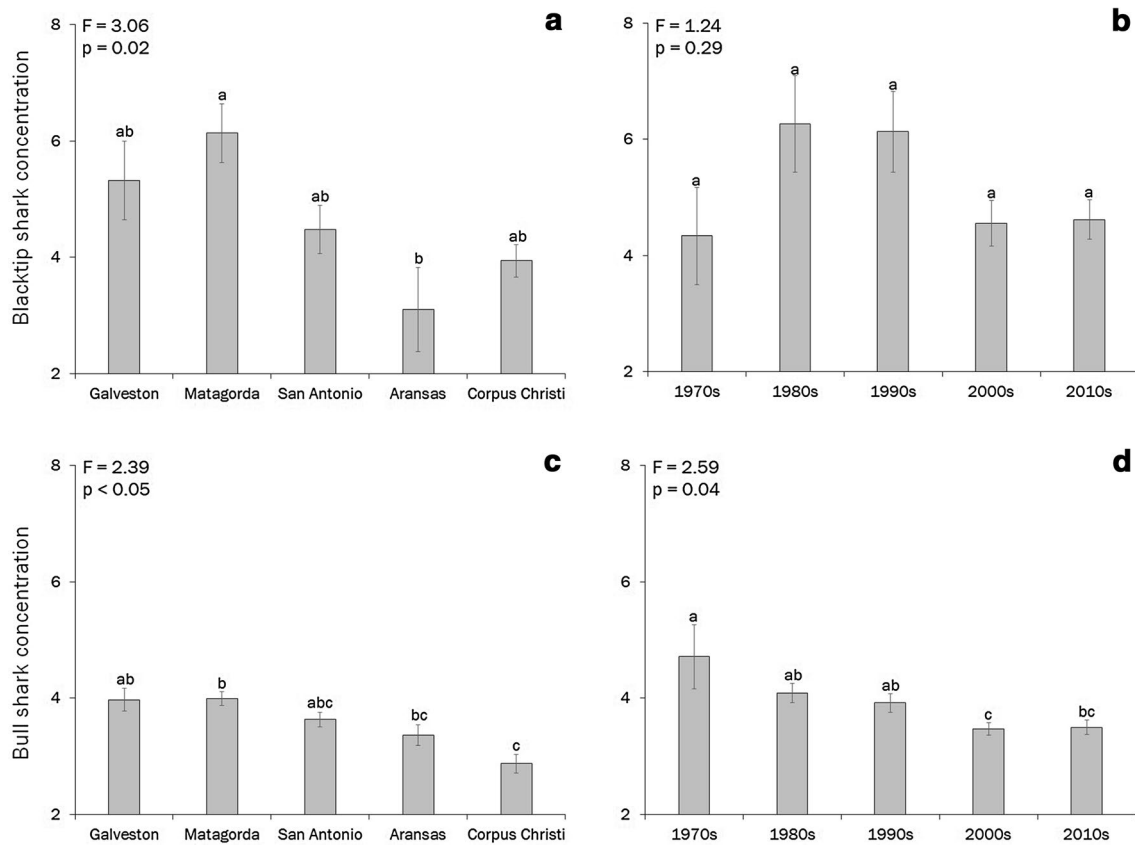 a
F = 3.06
p = 0.02
Blacktip shark concentration
8
6
4
2
ab
a
ab
b
ab
Galveston Matagorda San Antonio Aransas Corpus Christi
b
F = 1.24
p = 0.29
8
6
4
2
a
a
a
a
a
1970s 1980s 1990s 2000s 2010s
c
F = 2.39
p < 0.05
Bull shark concentration
8
6
4
2
ab
b
abc
bc
c
Galveston Matagorda San Antonio Aransas Corpus Christi
d
F = 2.59
p = 0.04
8
6
4
2
a
ab
ab
c
bc
1970s 1980s 1990s 2000s 2010s